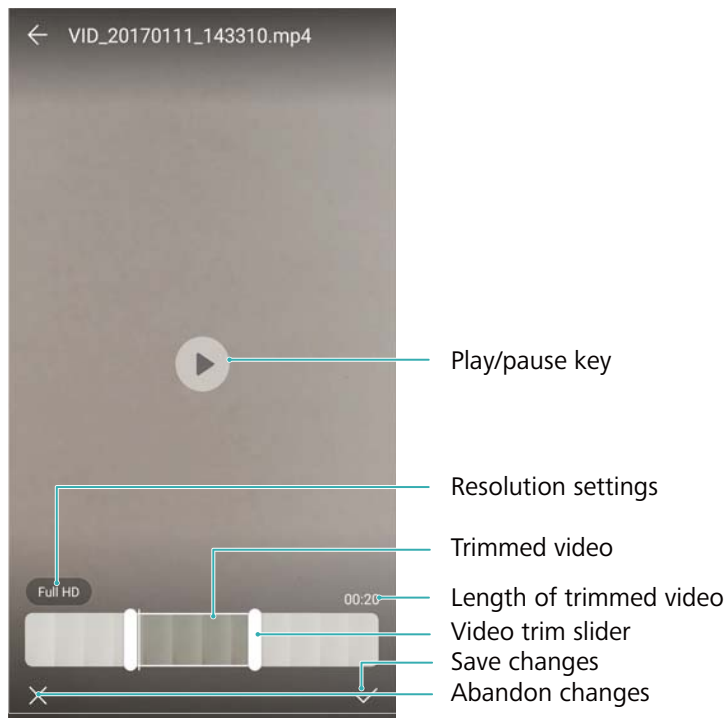 VID_20170111_143310.mp4
Play/pause key
Resolution settings
Trimmed video
Full HD
00:20
Length of trimmed video
Video trim slider
Save changes
Abandon changes